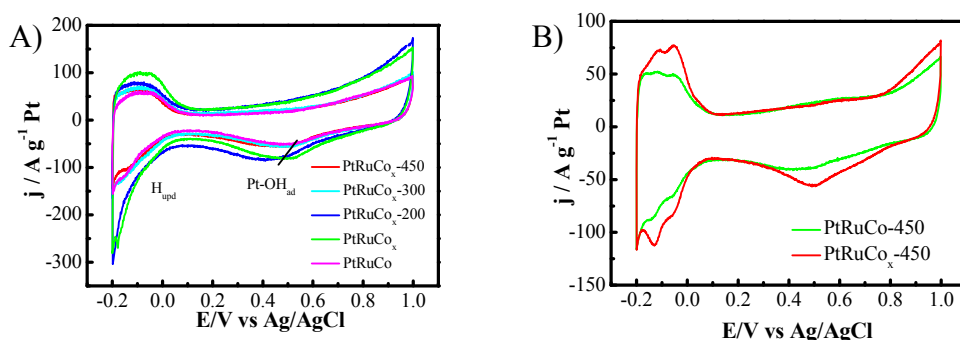 A)
200
100
0
-100
-200
-300
j / A g-1 Pt
H upd
Pt-OH ad
PtRuCox-450
PtRuCox-300
PtRuCox-200
PtRuCox
PtRuCo
-0.2 0.0 0.2 0.4 0.6 0.8 1.0
E/V vs Ag/AgCl
B)
100
50
0
-50
-100
-150
j / A g-1 Pt
PtRuCo-450
PtRuCox-450
-0.2 0.0 0.2 0.4 0.6 0.8 1.0
E/V vs Ag/AgCl